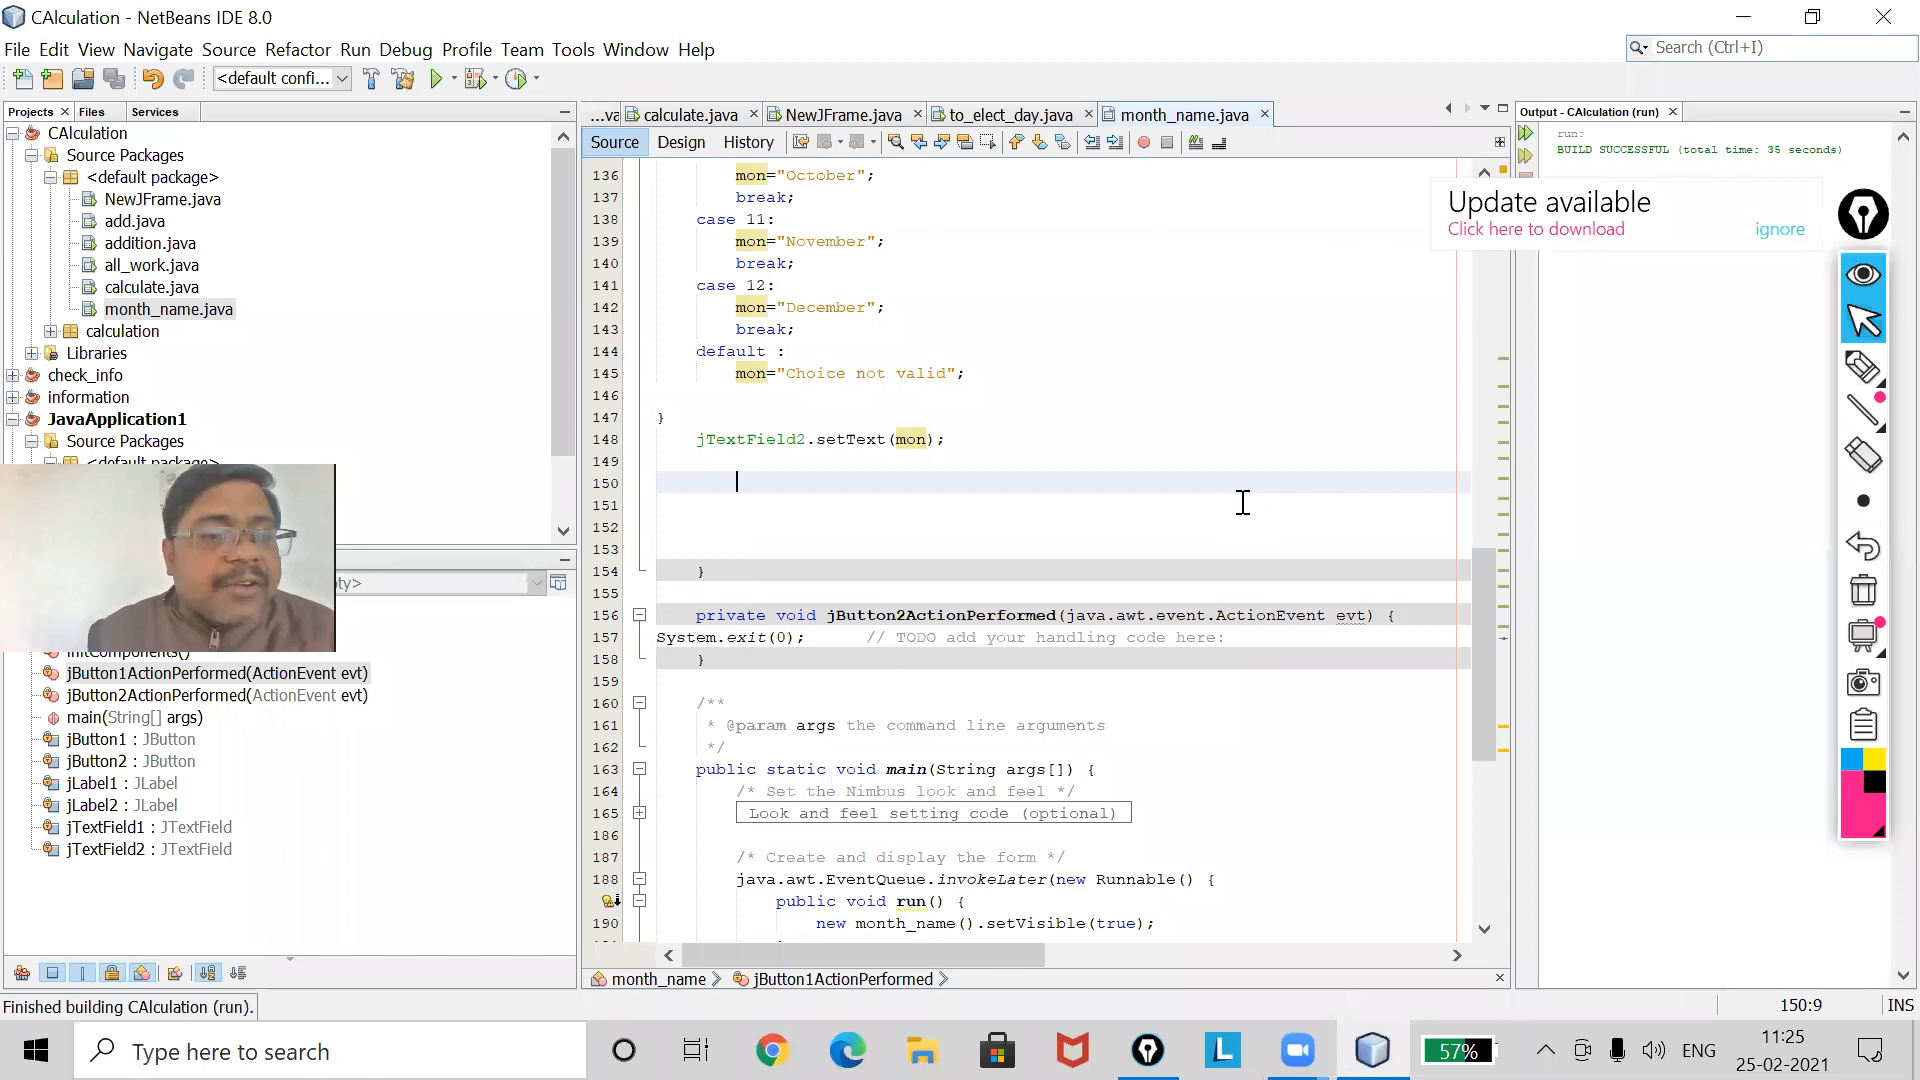 CAlculation - NetBeans IDE 8.0
File Edit View Navigate Source Refactor Run Debug Profile Team Tools Window Help
Search (Ctrl+I)
<default confi...
Projects Files Services
CAlculation
Source Packages
<default package>
NewJFrame.java
add.java
addition.java
all_work.java
calculate.java
month_name.java
calculation
Libraries
check_info
information
JavaApplication1
Source Packages
<default package>
ty>
initComponents()
jButton1ActionPerformed(ActionEvent evt)
jButton2ActionPerformed(ActionEvent evt)
main(String[] args)
jButton1 : JButton
jButton2 : JButton
jLabel1 : JLabel
jLabel2 : JLabel
jTextField1 : JTextField
jTextField2 : JTextField
Finished building CAlculation (run).
...va calculate.java NewJFrame.java to_elect_day.java month_name.java
Source Design History
136 mon="October";
137 break;
138 case 11:
139 mon="November";
140 break;
141 case 12:
142 mon="December";
143 break;
144 default :
145 mon="Choice not valid";
146
147 }
148 jTextField2.setText(mon);
149
150
151
152
153
154 }
155
156 private void jButton2ActionPerformed(java.awt.event.ActionEvent evt) {
157 System.exit(0); // TODO add your handling code here:
158 }
159
160 /**
161 * @param args the command line arguments
162 */
163 public static void main(String args[]) {
164 /* Set the Nimbus look and feel */
165 Look and feel setting code (optional)
186
187 /* Create and display the form */
188 java.awt.EventQueue.invokeLater(new Runnable() {
public void run() {
190 new month_name().setVisible(true);
month_name jButton1ActionPerformed
Output - CAlculation (run)
run:
BUILD SUCCESSFUL (total time: 35 seconds)
Update available
Click here to download ignore
150:9 INS
Type here to search
L
57%
ENG
11:25
25-02-2021